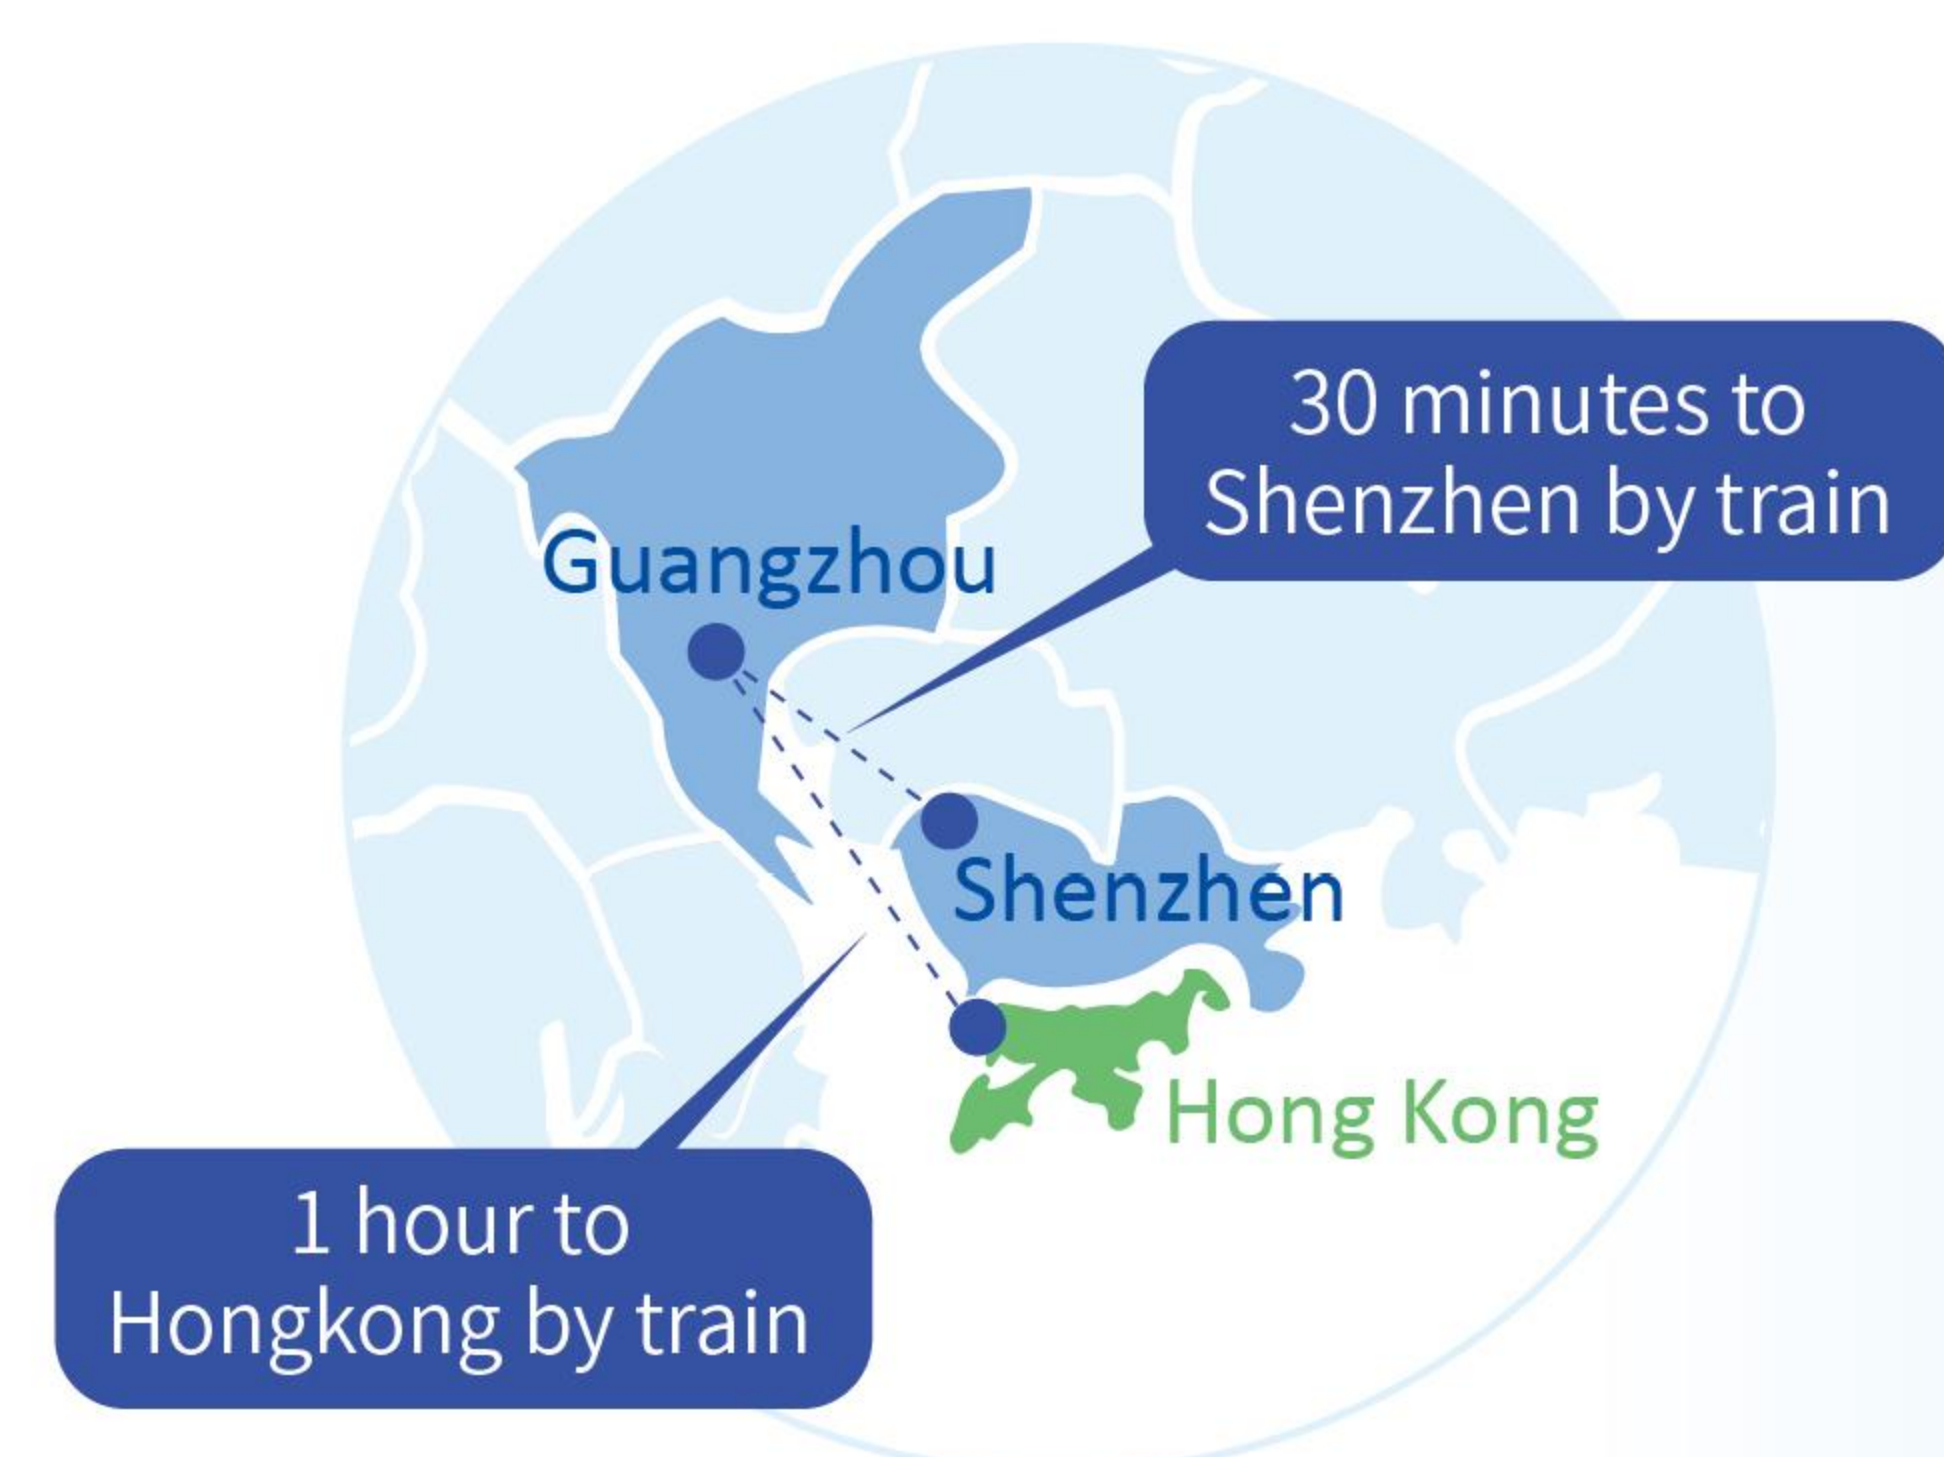 30 minutes to
Shenzhen by train
Guangzhou
Shenzhen
Hong Kong
1 hour to
Hongkong by train